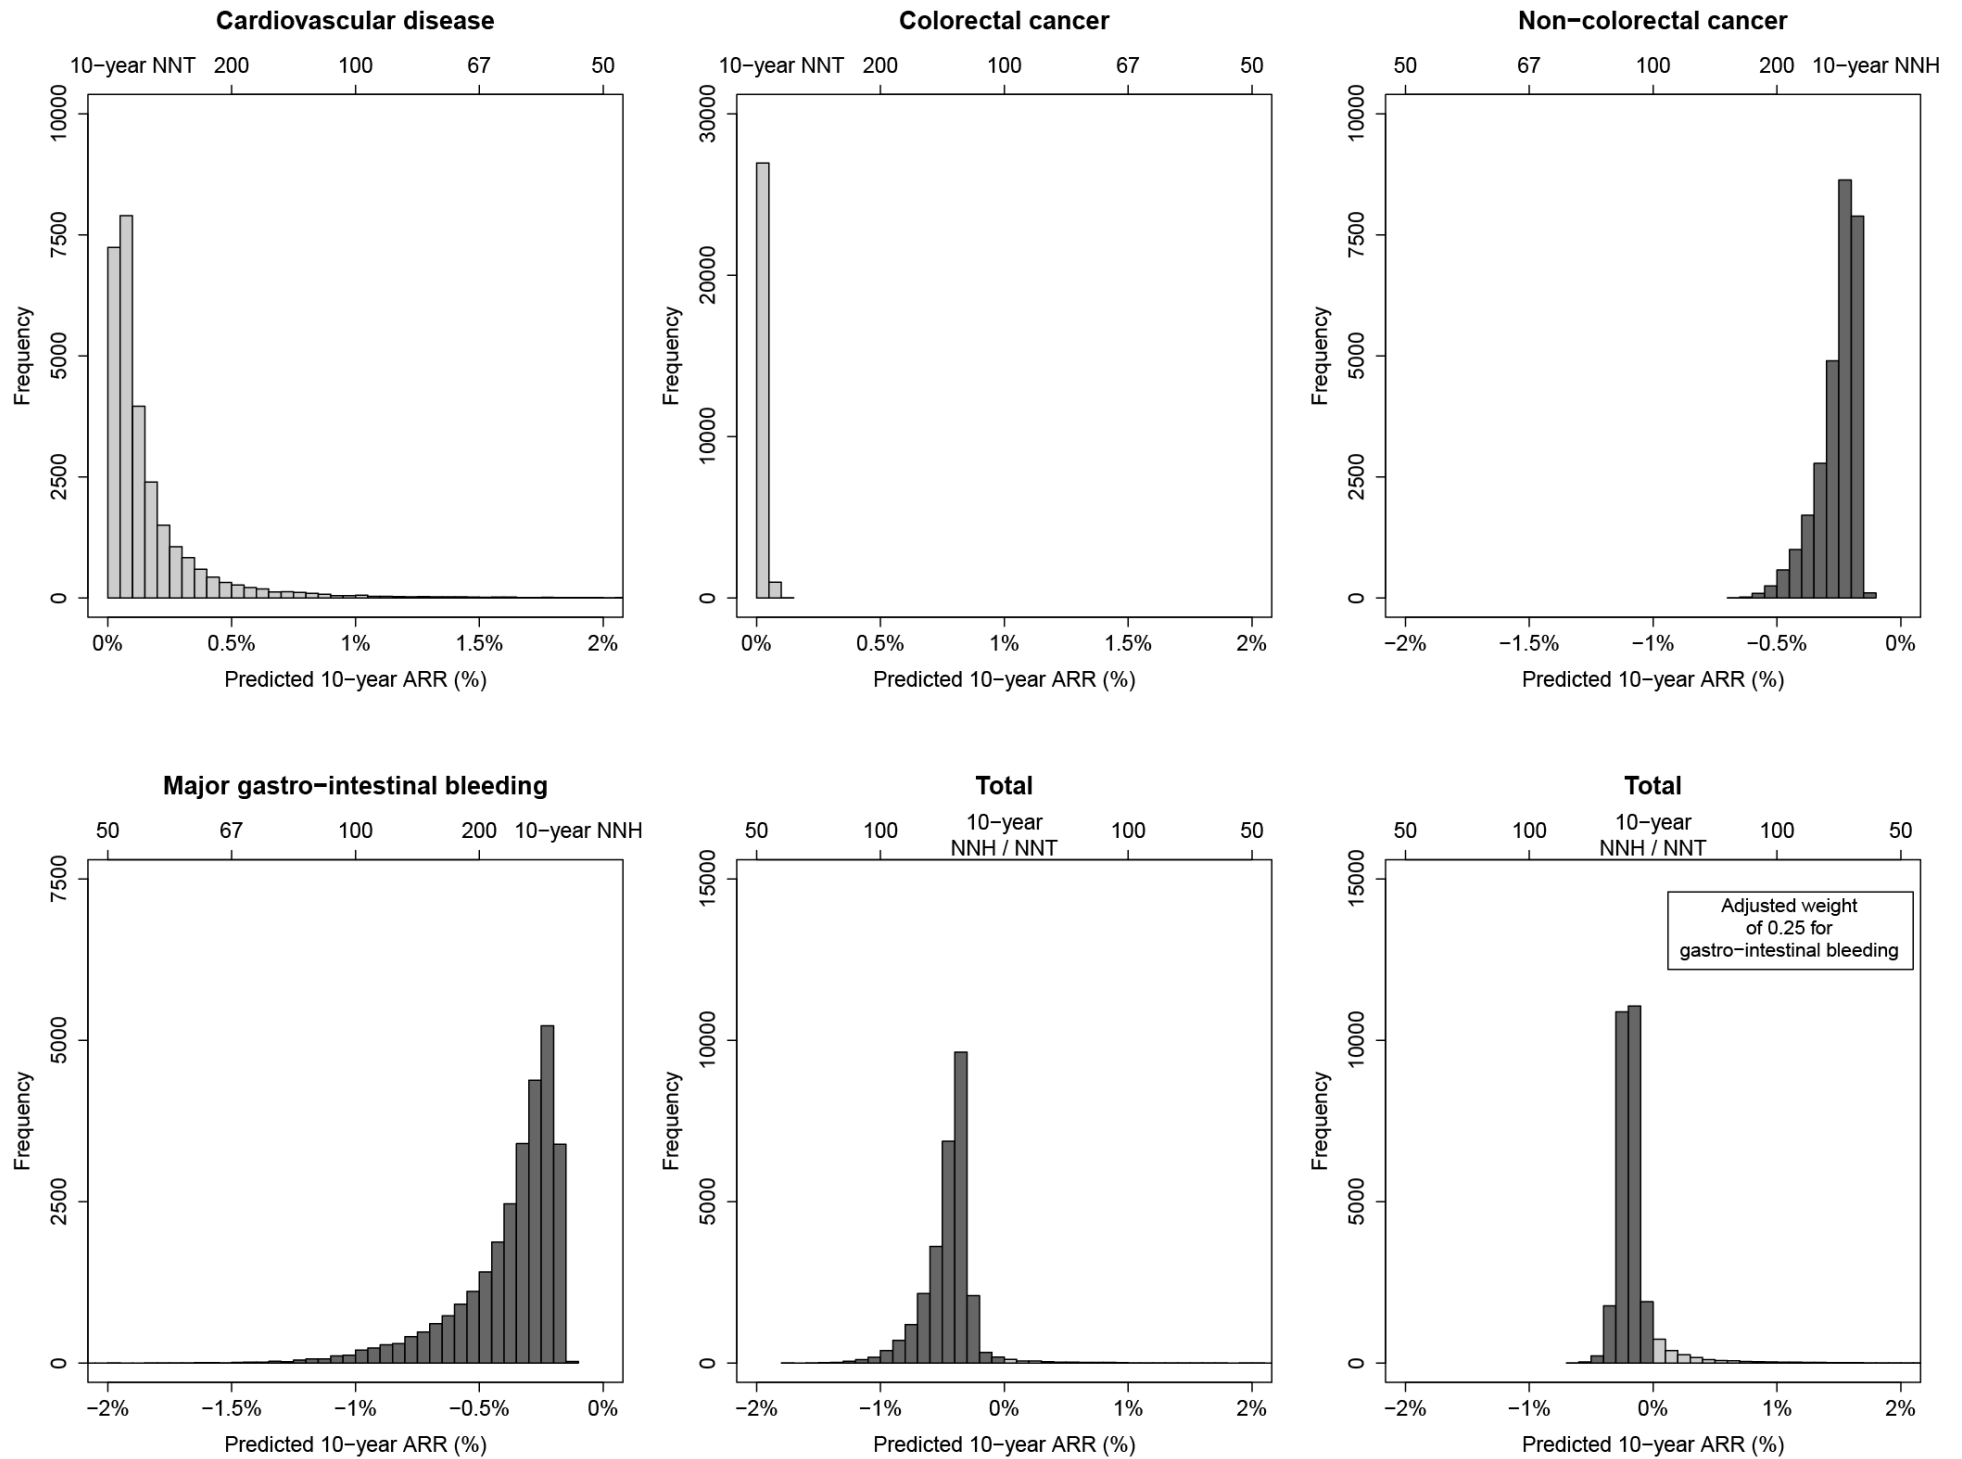 Cardiovascular disease
10−year NNT 200 100 67 50
10000
7500
5000
2500
0
Frequency
0% 0.5% 1% 1.5% 2%
Predicted 10−year ARR (%)
Colorectal cancer
10−year NNT 200 100 67 50
30000
20000
10000
0
Frequency
0% 0.5% 1% 1.5% 2%
Predicted 10−year ARR (%)
Non−colorectal cancer
50 67 100 200 10−year NNH
10000
7500
5000
2500
0
Frequency
−2% −1.5% −1% −0.5% 0%
Predicted 10−year ARR (%)
Major gastro−intestinal bleeding
50 67 100 200 10−year NNH
7500
5000
2500
0
Frequency
−2% −1.5% −1% −0.5% 0%
Predicted 10−year ARR (%)
Total
50 100 10−year 100 50
NNH / NNT
15000
10000
5000
0
Frequency
−2% −1% 0% 1% 2%
Predicted 10−year ARR (%)
Total
50 100 10−year 100 50
NNH / NNT
15000
10000
5000
0
Frequency
Adjusted weight
of 0.25 for
gastro−intestinal bleeding
−2% −1% 0% 1% 2%
Predicted 10−year ARR (%)